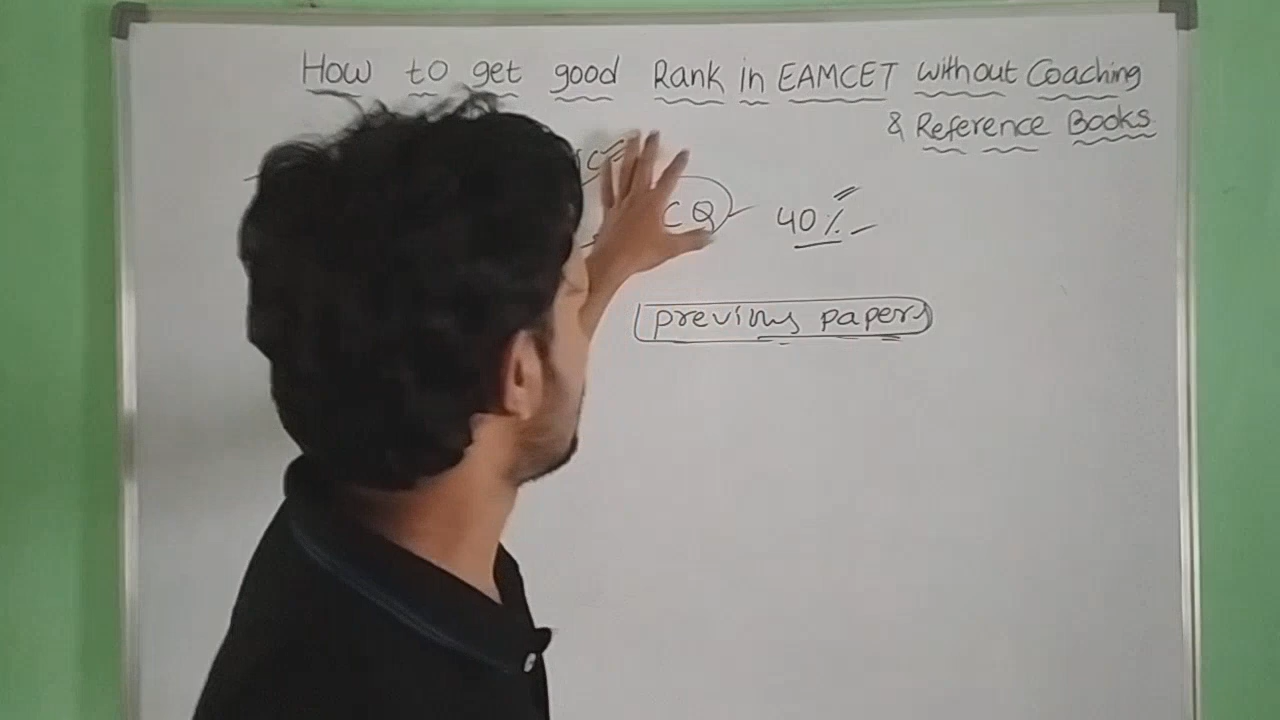 How to get good Rank in EAMCET without Coaching
& Reference Books
CQ 40%
previous papers